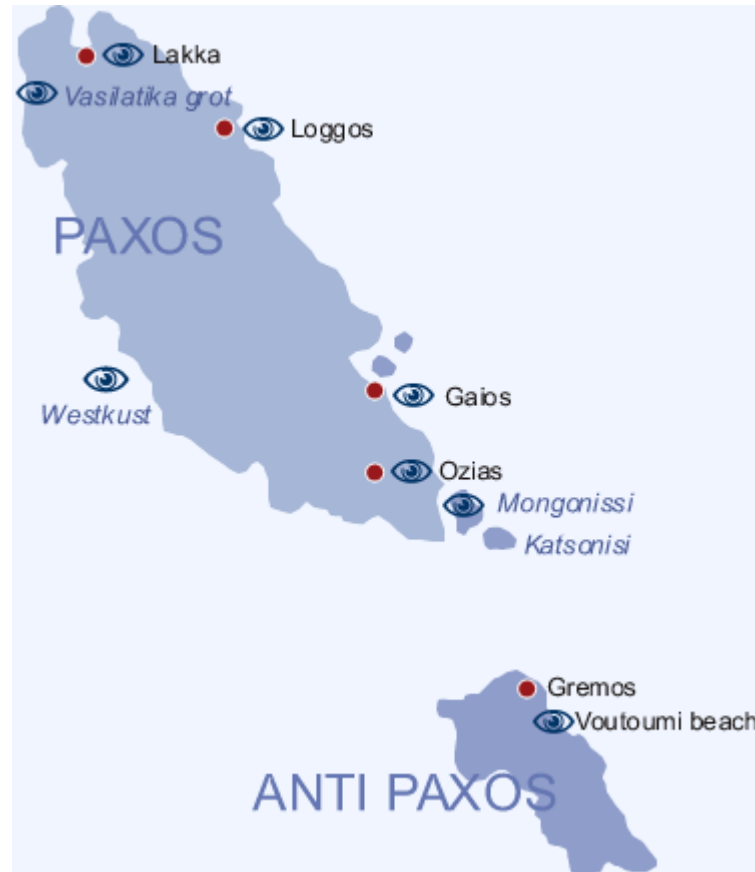 Lakka
Vasilatika grot
Loggos
PAXOS
Westkust
Gaios
Ozias
Mongonissi
Katsonisi
Gremos
Voutoumi beach
ANTI PAXOS